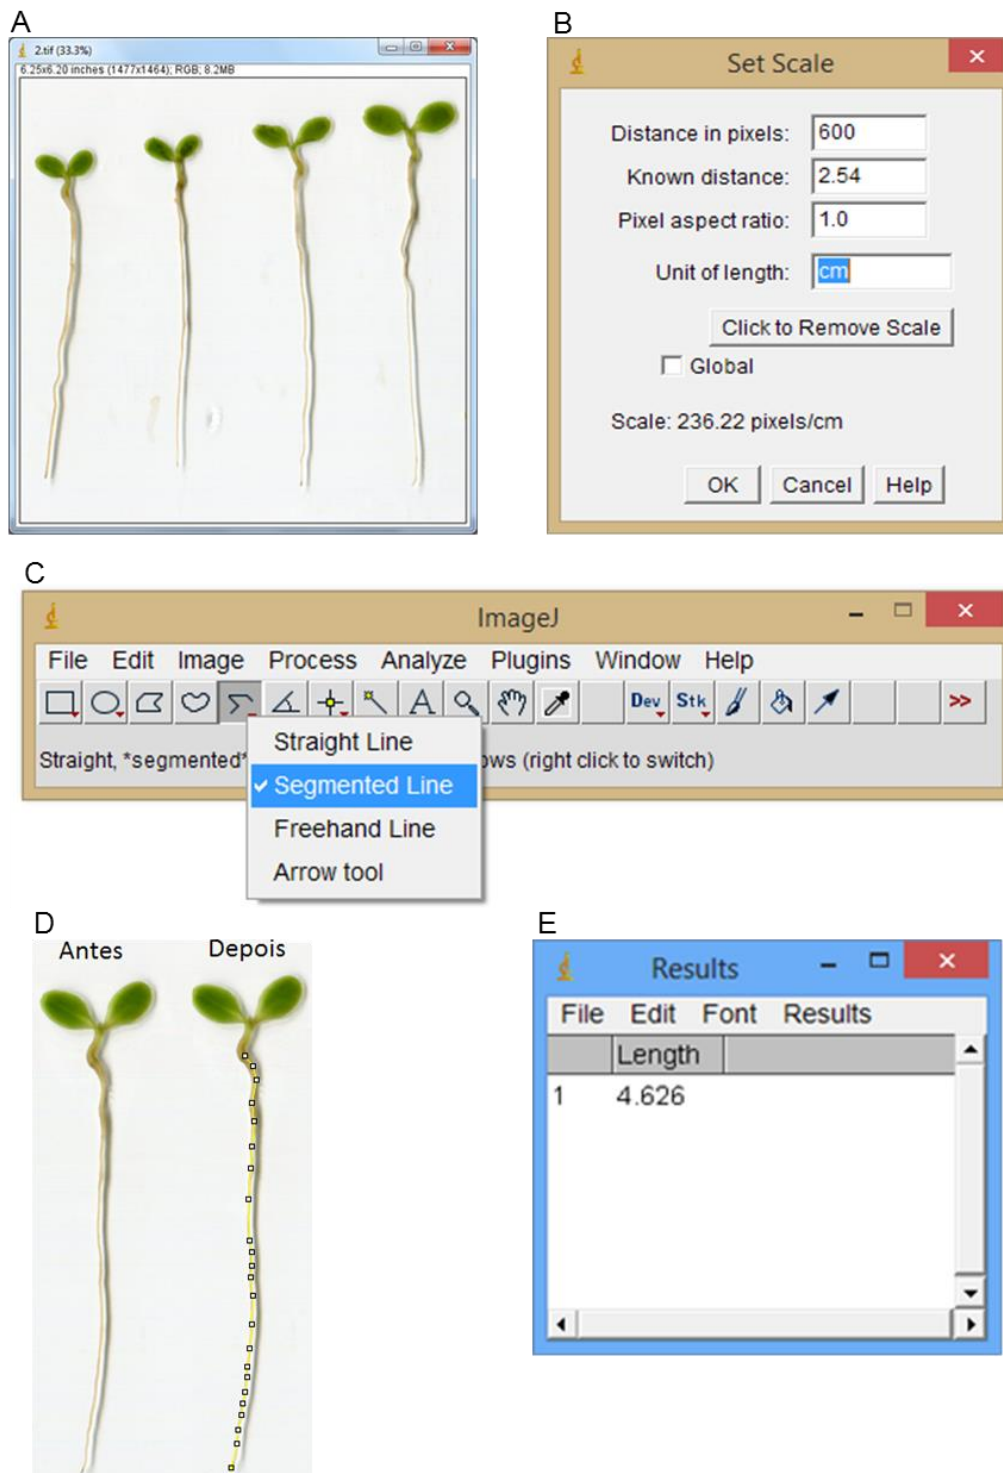 A
2.tif (33.3%)
6.25x6.20 inches (1477x1464); RGB; 8.2MB
B
Set Scale
Distance in pixels: 600
Known distance: 2.54
Pixel aspect ratio: 1.0
Unit of length: cm
Click to Remove Scale
Global
Scale: 236.22 pixels/cm
OK Cancel Help
C
ImageJ
File Edit Image Process Analyze Plugins Window Help
A Dev Stk >>
Straight, *segmented* ows (right click to switch)
Straight Line
Segmented Line
Freehand Line
Arrow tool
D
Antes Depois
E
Results
File Edit Font Results
Length
1 4.626